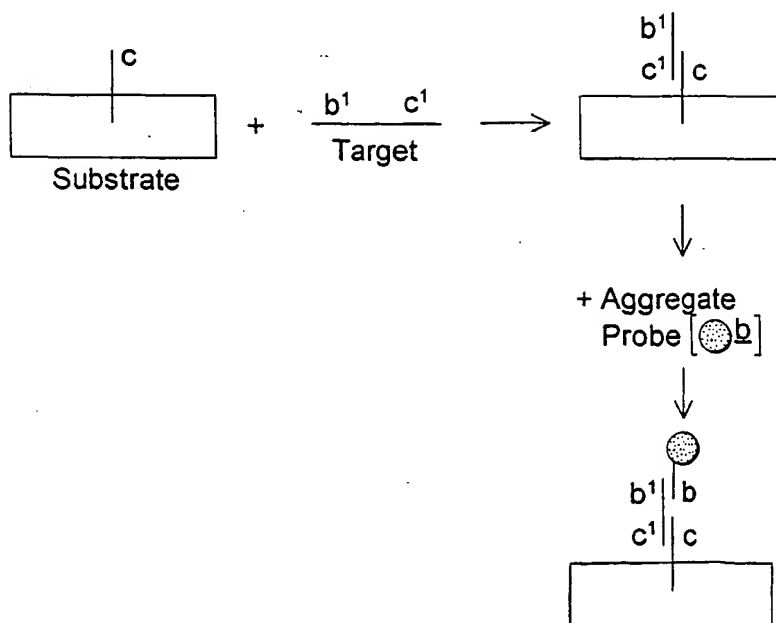 c
Substrate
+
b¹ c¹
Target
b¹
c¹ c
+ Aggregate
Probe [b]
b¹ b
c¹ c